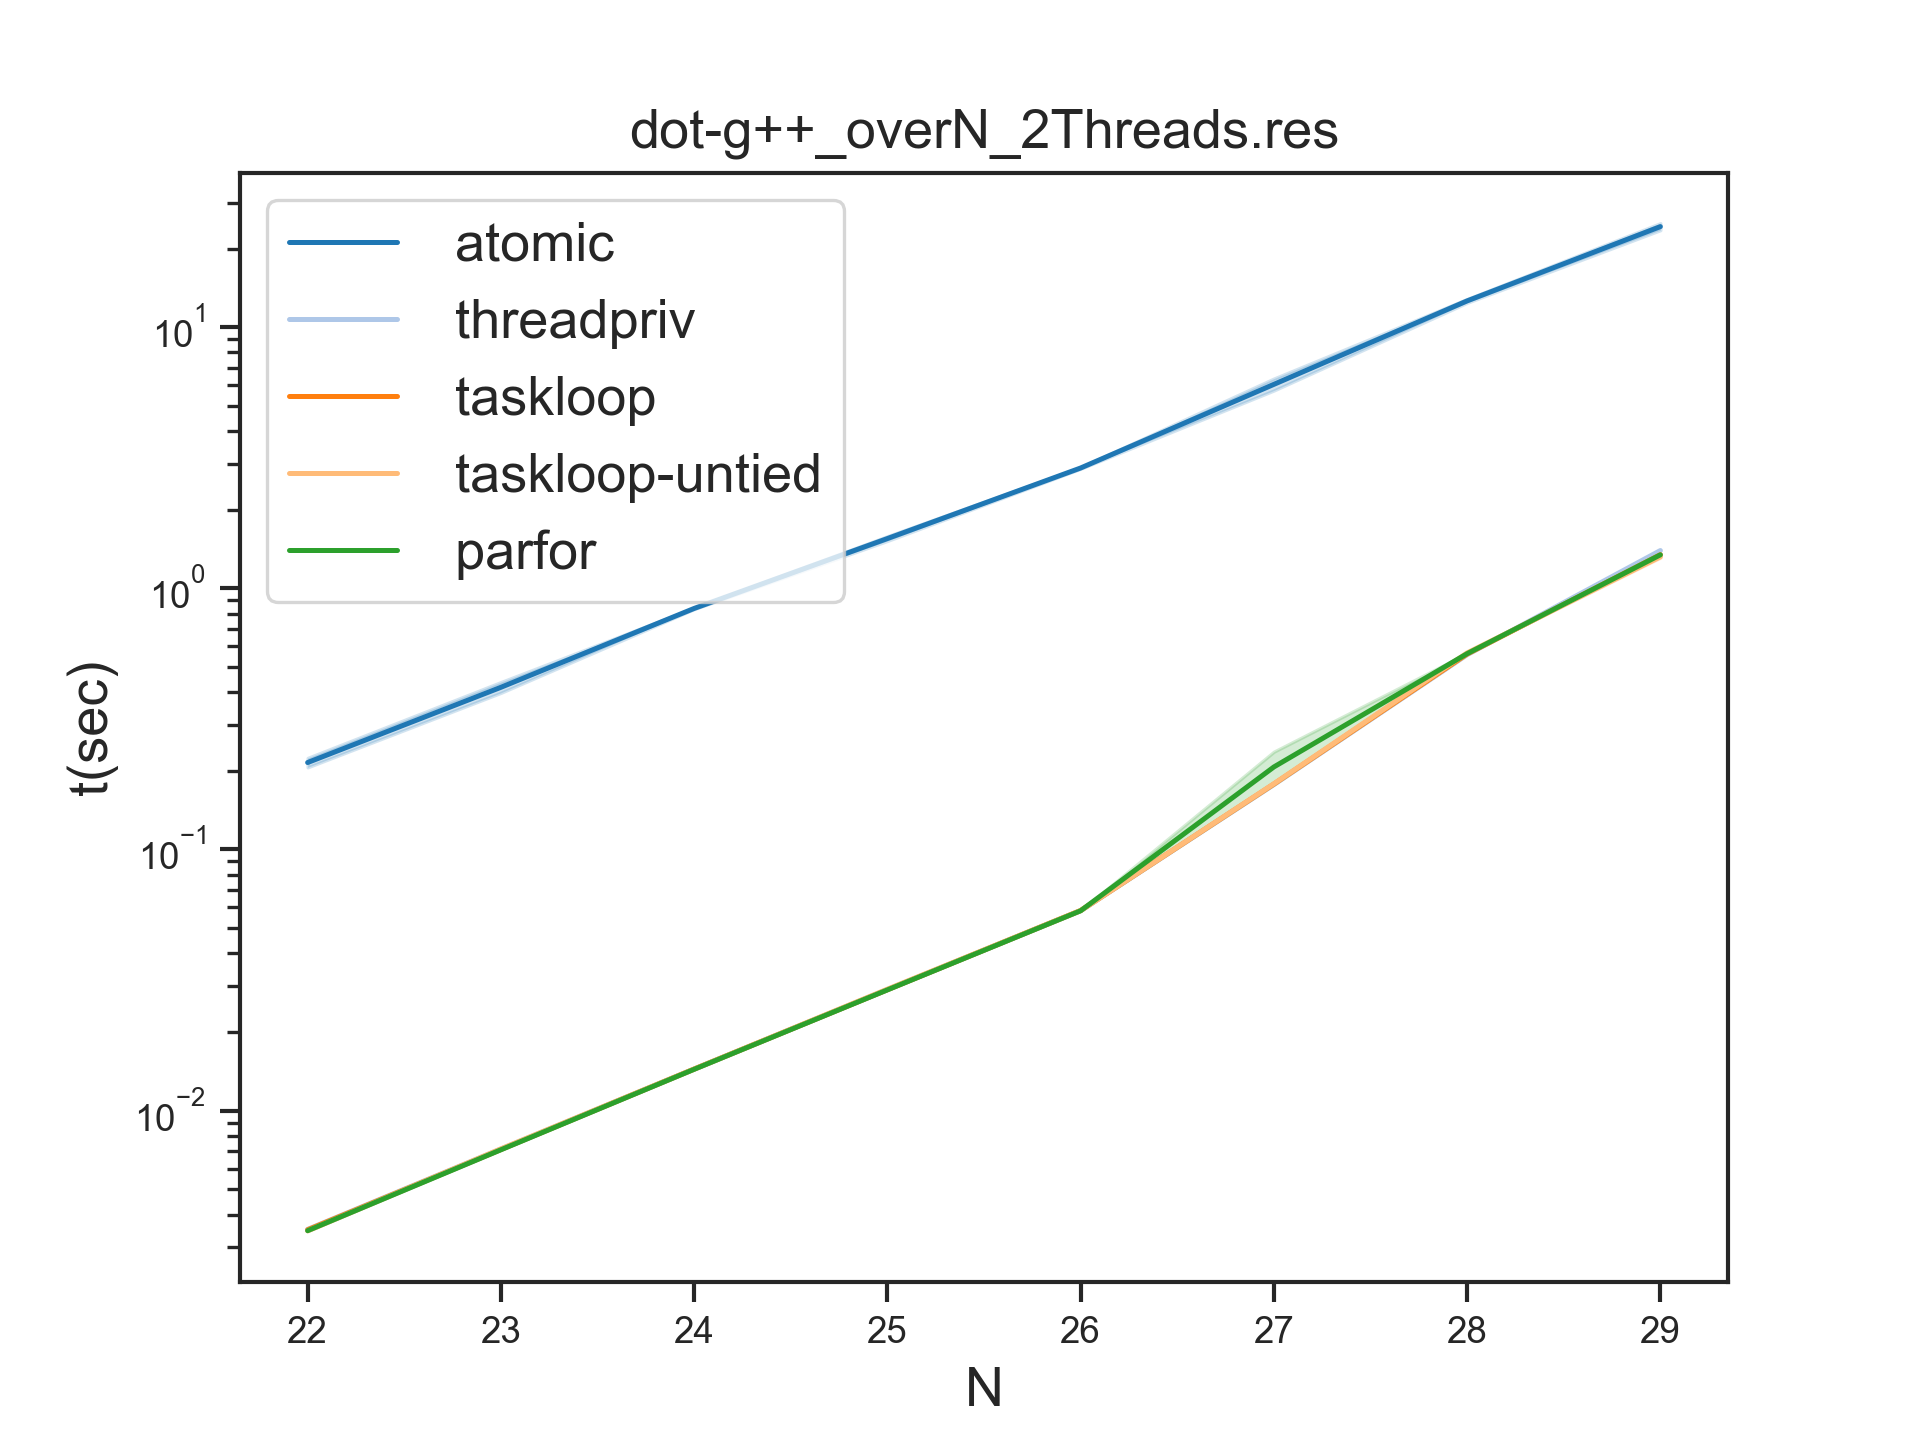 dot-g++_overN_2Threads.res
atomic
threadpriv
taskloop
taskloop-untied
parfor
t(sec)
10^1
10^0
10^−1
10^−2
22 23 24 25 26 27 28 29
N